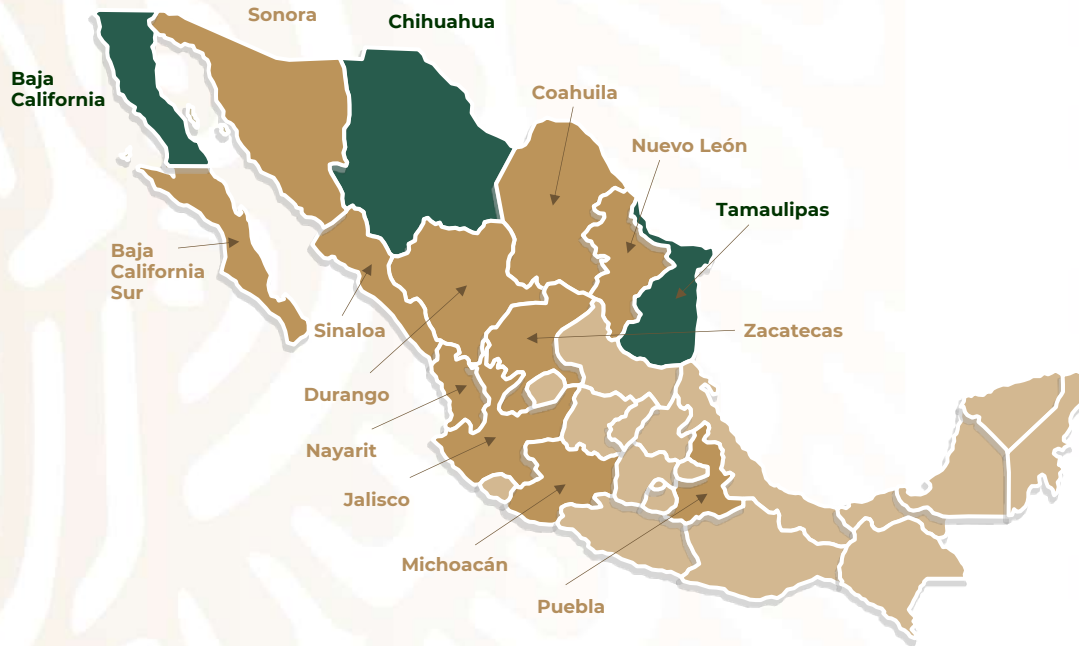 Sonora
Chihuahua
Baja
California
Coahuila
Nuevo León
Tamaulipas
Baja
California
Sur
Sinaloa
Zacatecas
Durango
Nayarit
Jalisco
Michoacán
Puebla